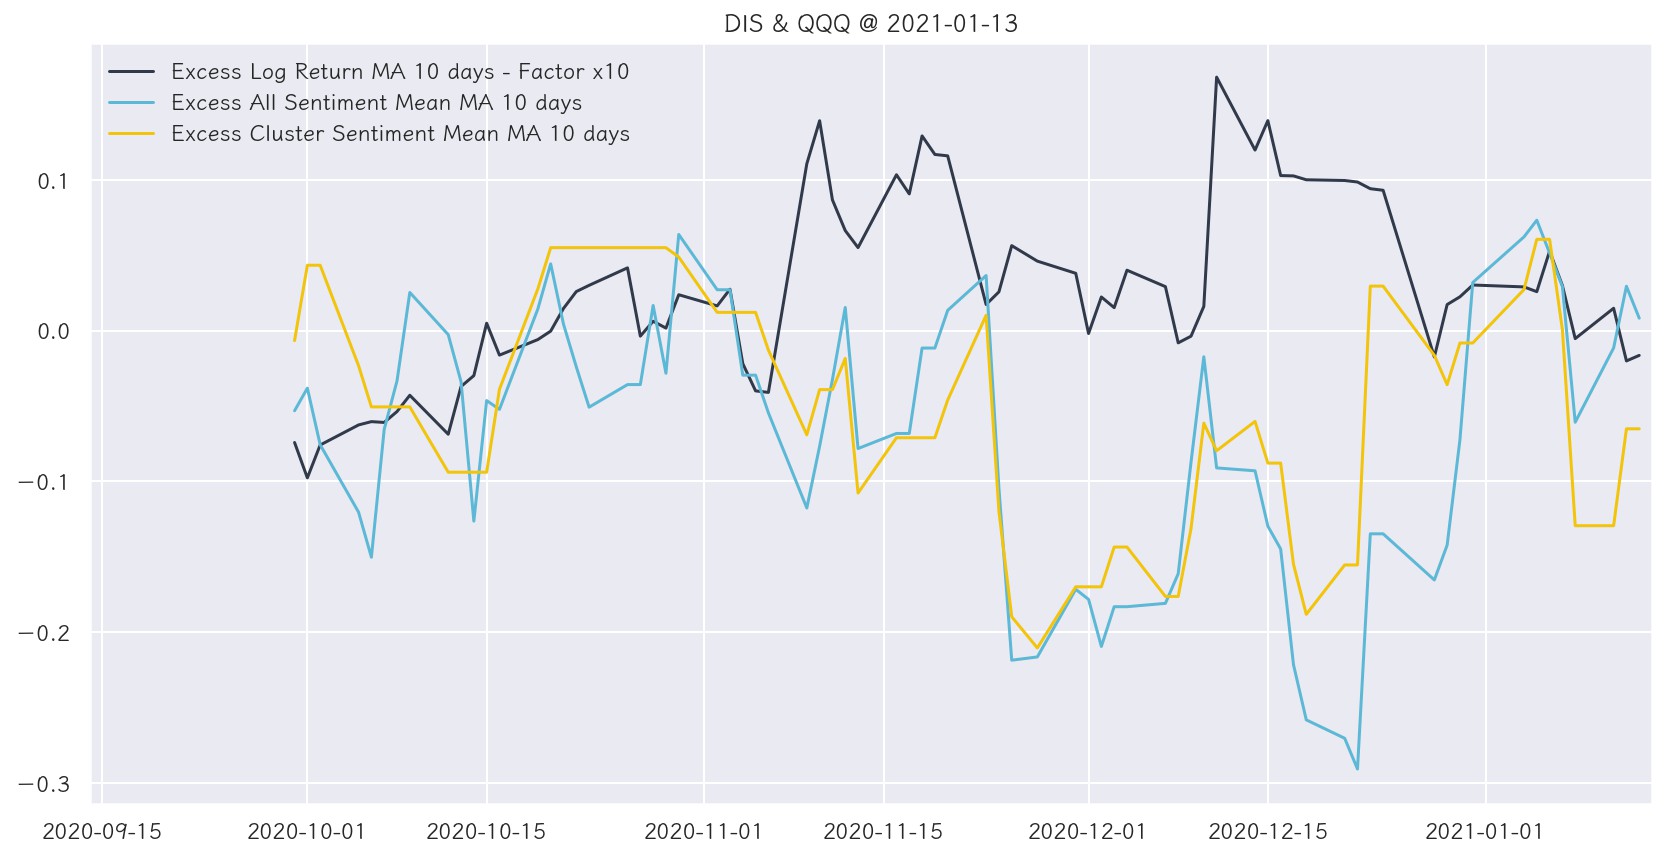 DIS & QQQ @ 2021-01-13
Excess Log Return MA 10 days - Factor x10
Excess All Sentiment Mean MA 10 days
Excess Cluster Sentiment Mean MA 10 days
0.1
0.0
−0.1
−0.2
−0.3
2020-09-15 2020-10-01 2020-10-15 2020-11-01 2020-11-15 2020-12-01 2020-12-15 2021-01-01